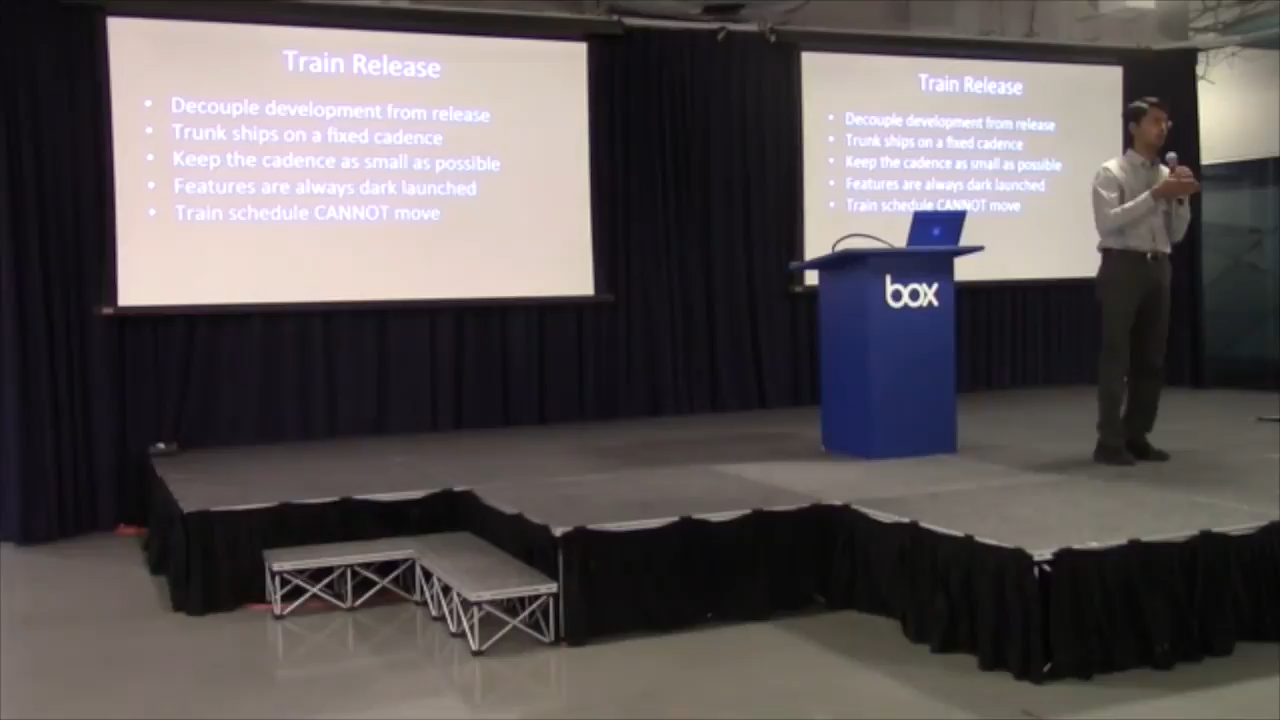 Train Release
• Decouple development from release
• Trunk ships on a fixed cadence
• Keep the cadence as small as possible
• Features are always dark launched
• Train schedule CANNOT move
Train Release
• Decouple development from release
• Trunk ships on a fixed cadence
• Keep the cadence as small as possible
• Features are always dark launched
• Train schedule CANNOT move
box